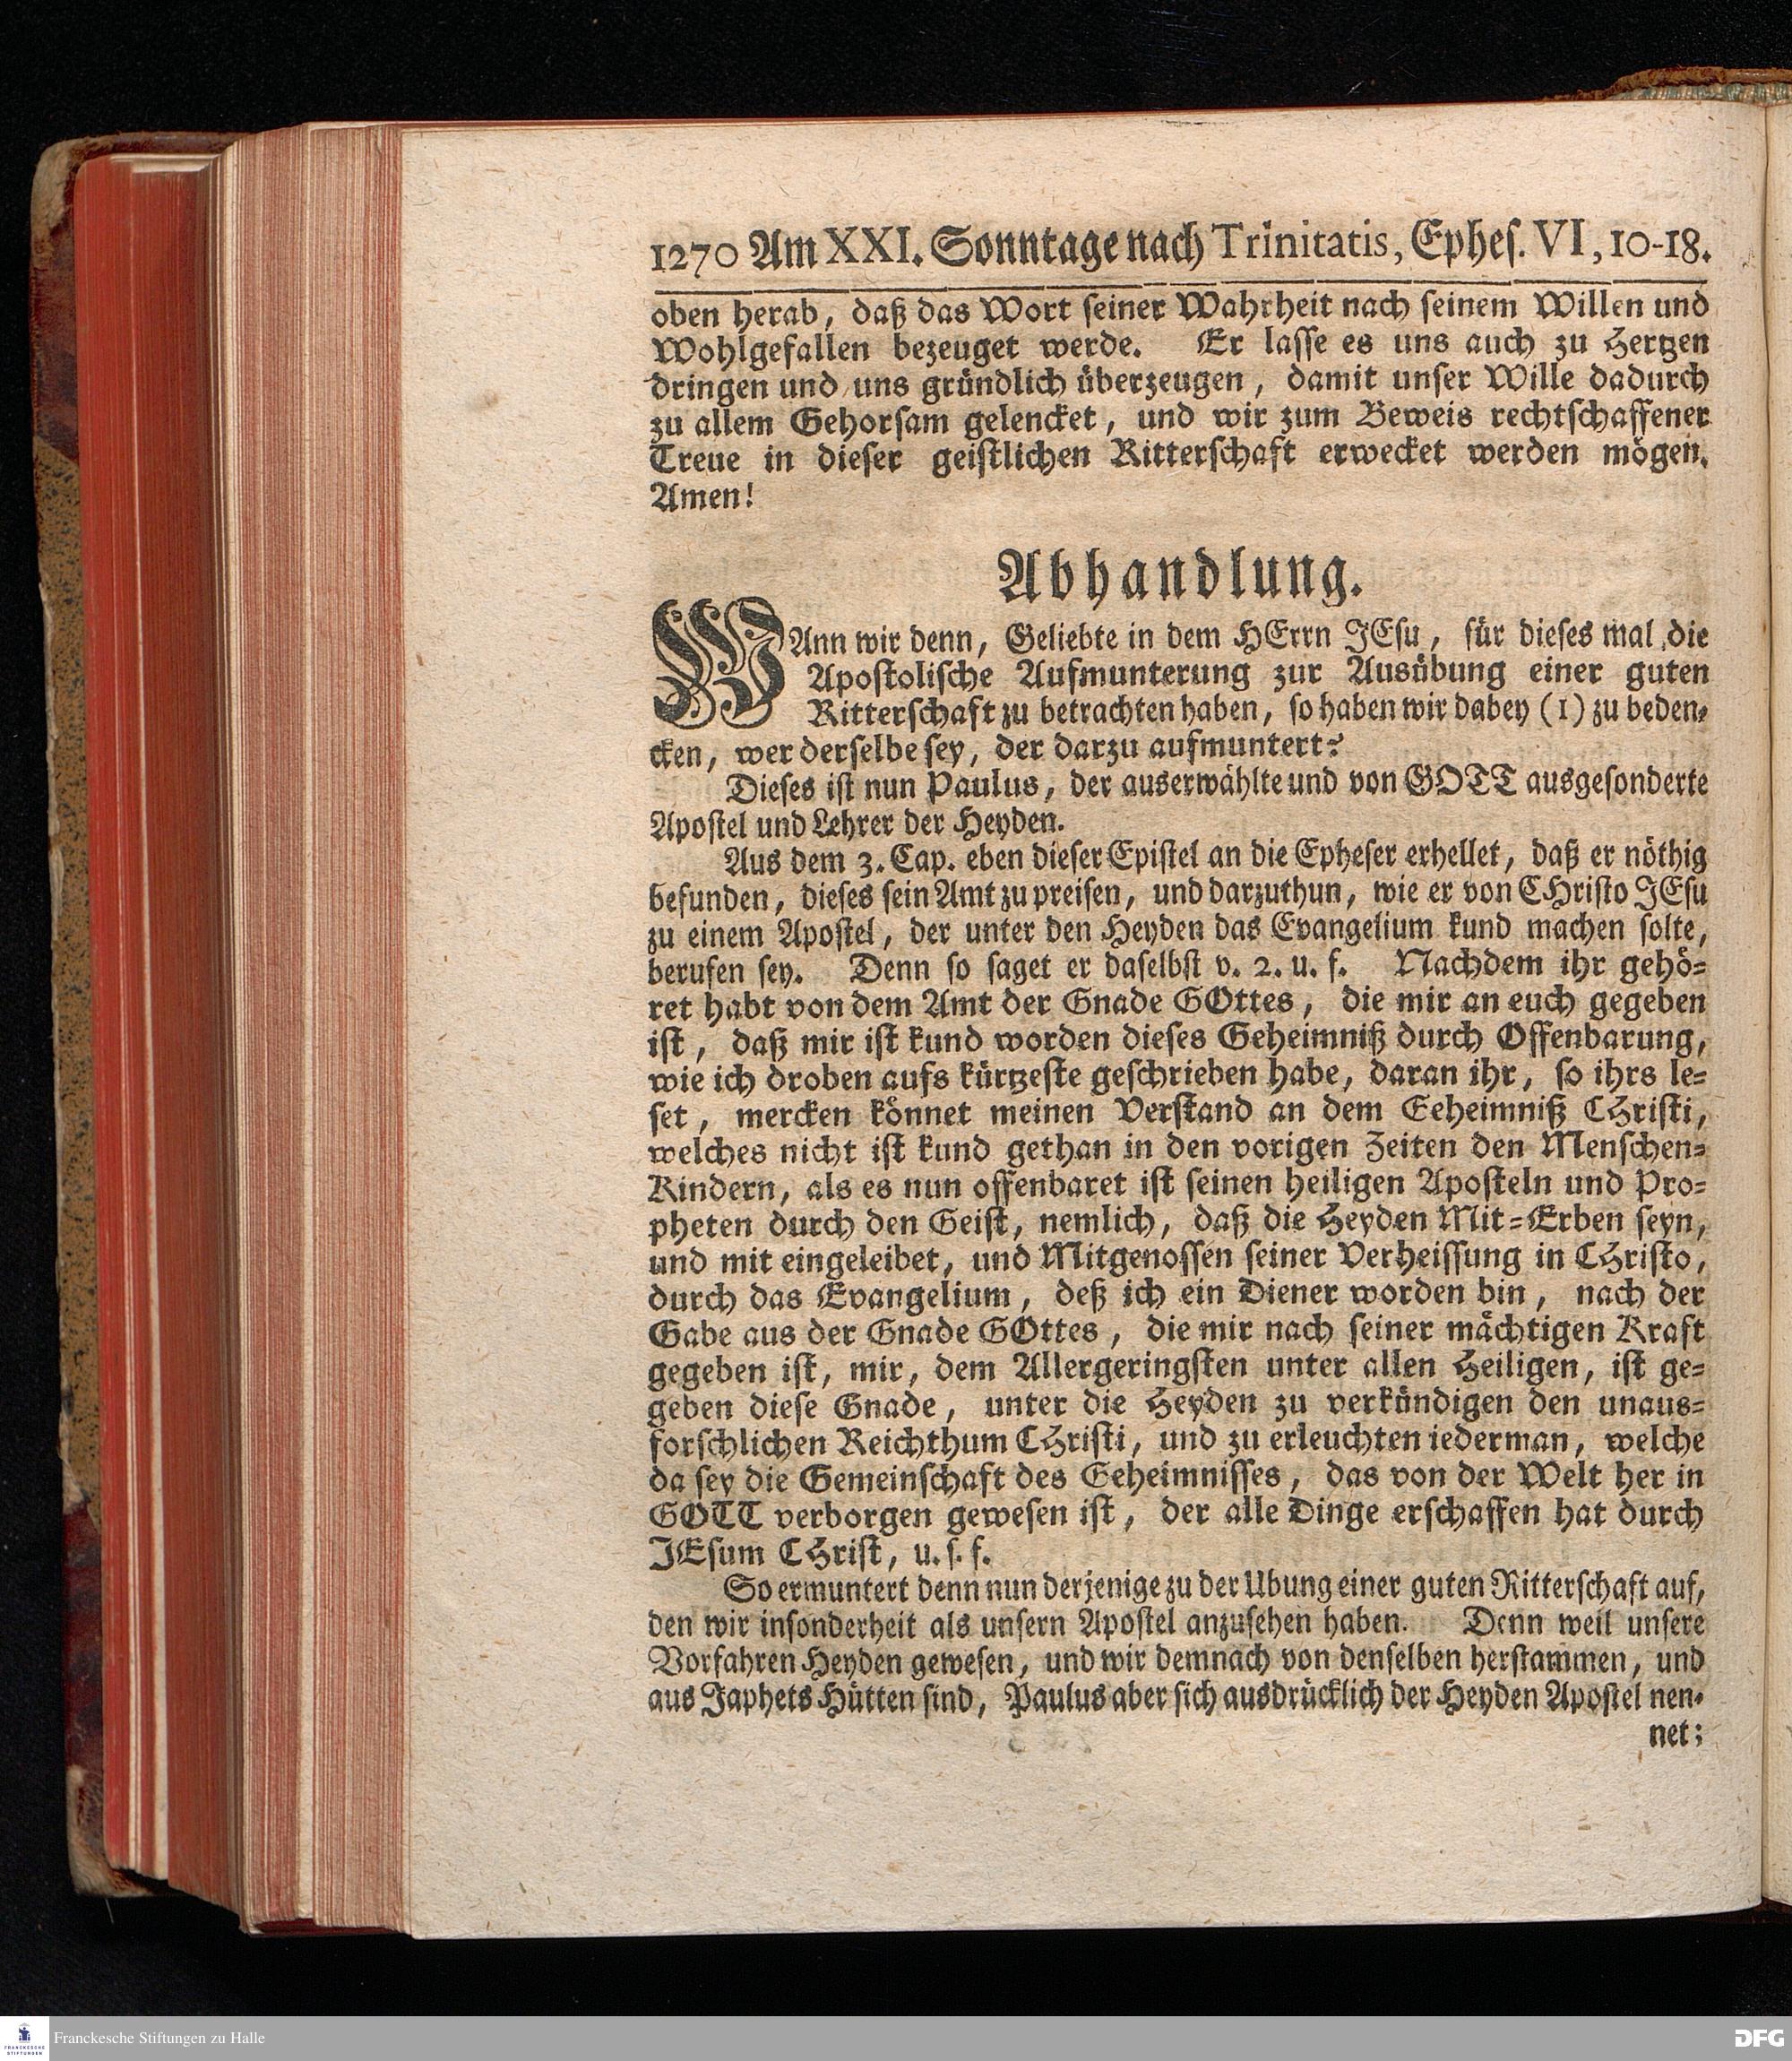 1270 Am XXI. Sonntage nach Trinitatis, Ephes. VI, 10-18.
oben herab, daß das Wort seiner Wahrheit nach seinem Willen und
Wohlgefallen bezeuget werde. Er lasse es uns auch zu Hertzen
dringen und uns gründlich überzeugen, damit unser Wille dadurch
zu allem Gehorsam gelencket, und wir zum Beweis rechtschaffener
Treue in dieser geistlichen Ritterschaft erwecket werden mögen.
Amen!
Abhandlung.
WAnn wir denn, Geliebte in dem HErrn JEsu, für dieses mal die
Apostolische Aufmunterung zur Ausübung einer guten
Ritterschaft zu betrachten haben, so haben wir dabey (1) zu beden-
cken, wer derselbe sey, der darzu aufmuntert?
Dieses ist nun Paulus, der auserwählte und von GOTT ausgesonderte
Apostel und Lehrer der Heyden.
Aus dem 3. Cap. eben dieser Epistel an die Epheser erhellet, daß er nöthig
befunden, dieses sein Amt zu preisen, und darzuthun, wie er von CHristo JEsu
zu einem Apostel, der unter den Heyden das Evangelium kund machen solte,
berufen sey. Denn so saget er daselbst v. 2. u. f. Nachdem ihr gehö-
ret habt von dem Amt der Gnade GOttes, die mir an euch gegeben
ist, daß mir ist kund worden dieses Geheimniß durch Offenbarung,
wie ich droben aufs kürtzeste geschrieben habe, daran ihr, so ihrs le-
set, mercken könnet meinen Verstand an dem Geheimniß CHristi,
welches nicht ist kund gethan in den vorigen Zeiten den Menschen-
Kindern, als es nun offenbaret ist seinen heiligen Aposteln und Pro-
pheten durch den Geist, nemlich, daß die Heyden Mit-Erben seyn,
und mit eingeleibet, und Mitgenossen seiner Verheissung in CHristo,
durch das Evangelium, deß ich ein Diener worden bin, nach der
Gabe aus der Gnade GOttes, die mir nach seiner mächtigen Kraft
gegeben ist, mir, dem Allergeringsten unter allen Heiligen, ist ge-
geben diese Gnade, unter die Heyden zu verkündigen den unaus-
forschlichen Reichthum CHristi, und zu erleuchten iederman, welche
da sey die Gemeinschaft des Geheimnisses, das von der Welt her in
GOTT verborgen gewesen ist, der alle Dinge erschaffen hat durch
JEsum CHrist, u. s. f.
So ermuntert denn nun derjenige zu der Ubung einer guten Ritterschaft auf,
den wir insonderheit als unsern Apostel anzusehen haben. Denn weil unsere
Vorfahren Heyden gewesen, und wir demnach von denselben herstammen, und
aus Japhets Hütten sind, Paulus aber sich ausdrücklich der Heyden Apostel nen-
net;
FRANCKESCHE
STIFTUNGEN
Franckesche Stiftungen zu Halle
DFG